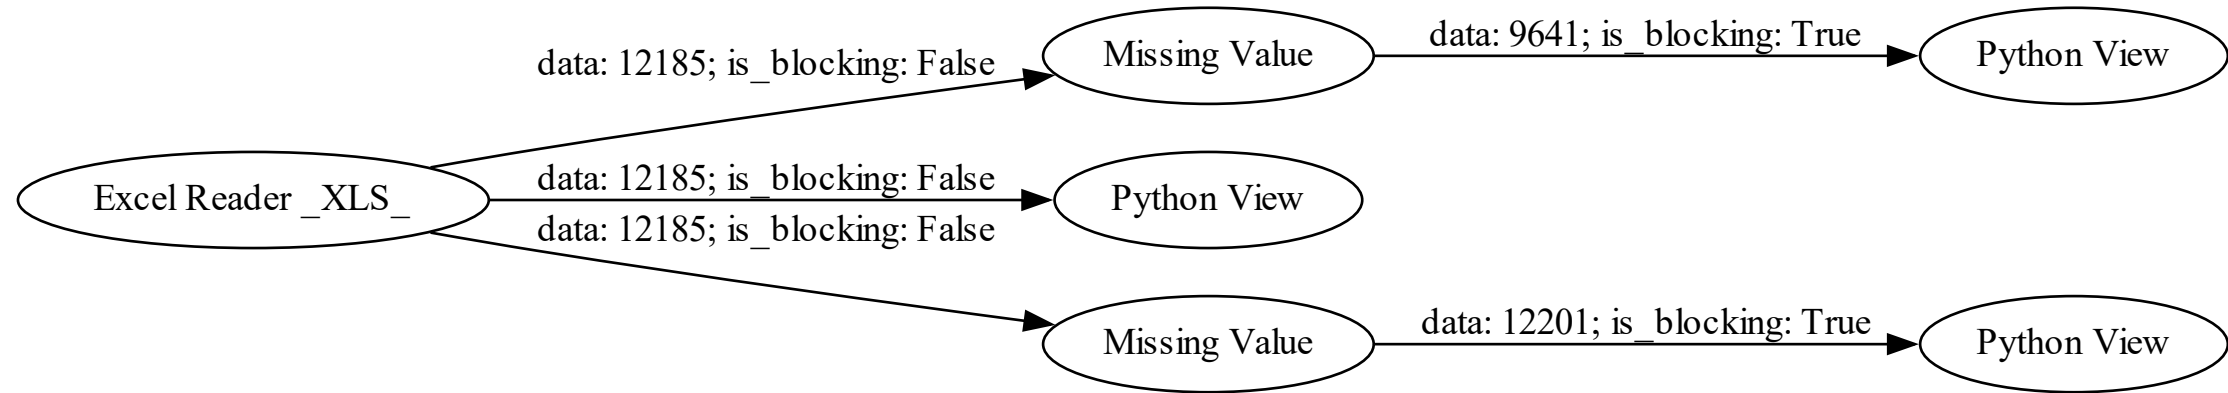 data: 9641; is_blocking: True
Missing Value
Python View
data: 12185; is_blocking: False
data: 12185; is_blocking: False
Excel Reader _XLS_
Python View
data: 12185; is_blocking: False
data: 12201; is_blocking: True
Missing Value
Python View